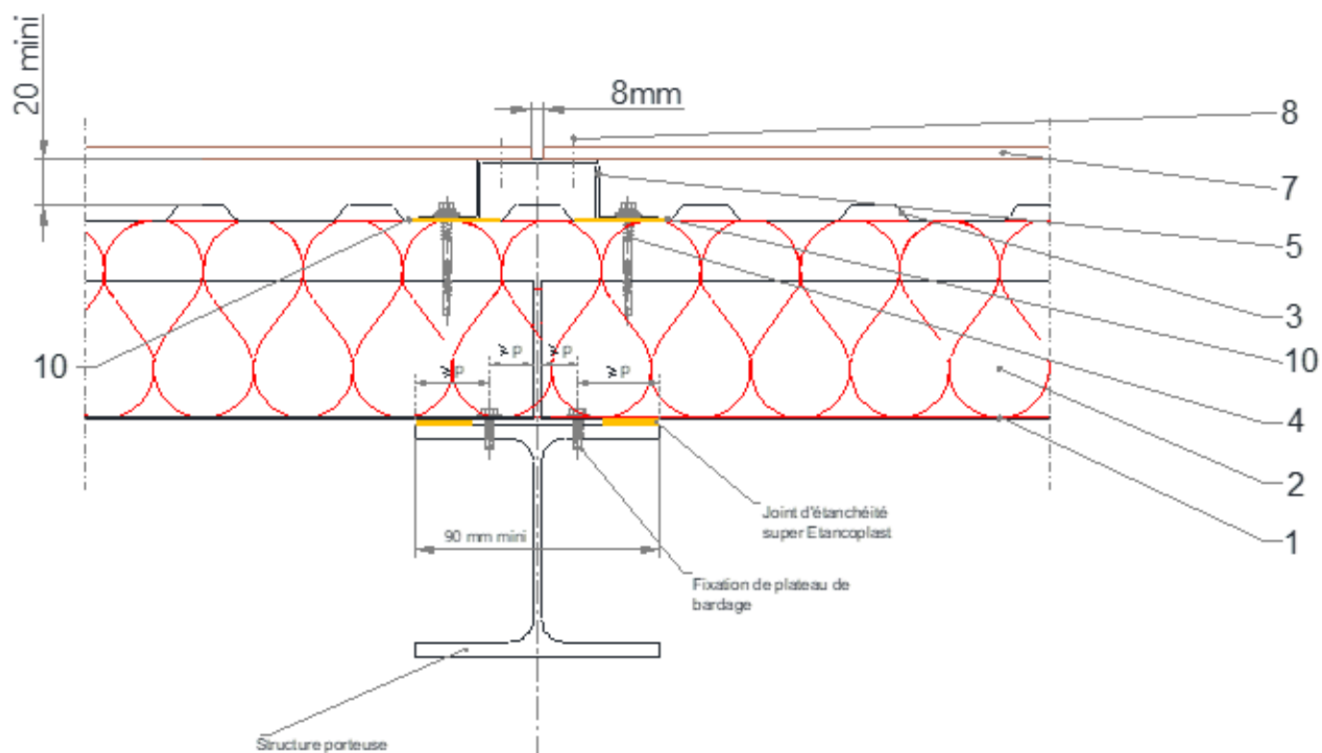 20 mini
8mm
8
7
5
3
10
10
4
2
1
≥ P
≥ P
≥ P
≥ P
90 mm mini
Joint d'étanchéité
super Etancoplast
Fixation de plateau de
bardage
Structure porteuse